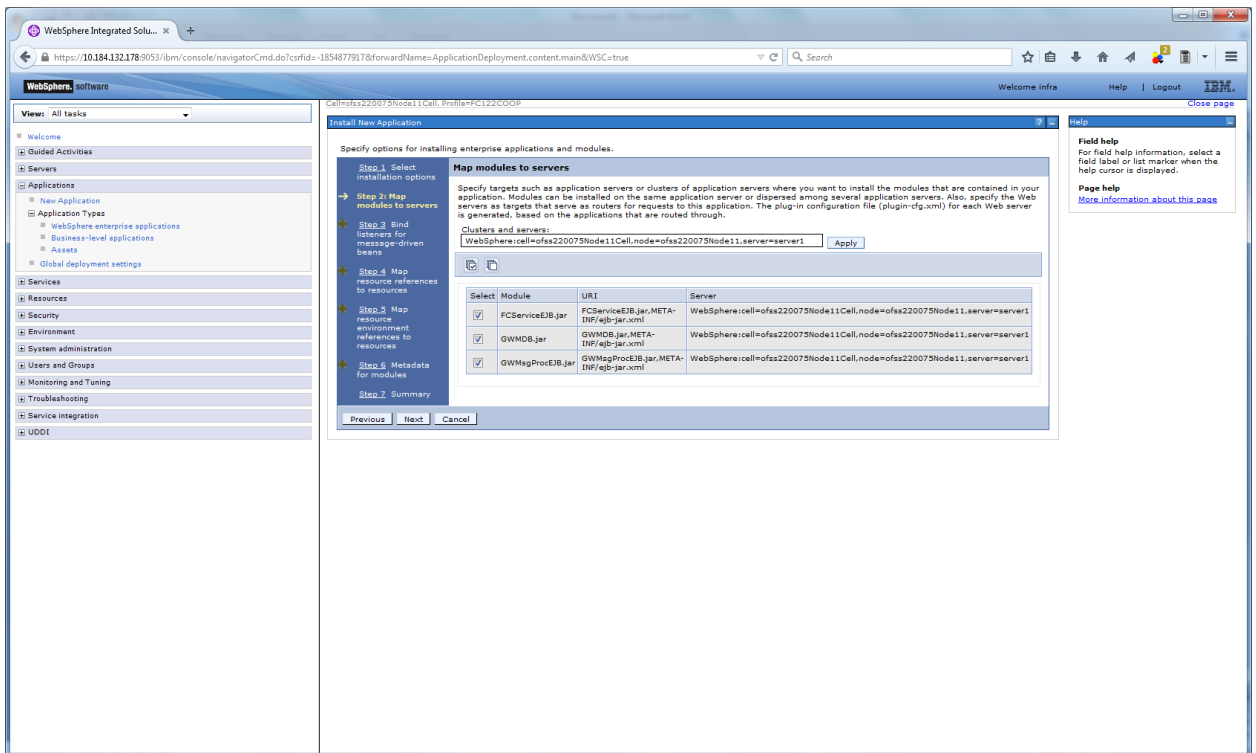 WebSphere Integrated Solu... × +
https://10.184.132.178:9053/ibm/console/navigatorCmd.do?csrfid=-1854877917&forwardName=ApplicationDeployment.content.main&WSC=true
Search
2
WebSphere. software
Welcome infra
Help | Logout
IBM.
View: All tasks
Welcome
Guided Activities
Servers
Applications
New Application
Application Types
WebSphere enterprise applications
Business-level applications
Assets
Global deployment settings
Services
Resources
Security
Environment
System administration
Users and Groups
Monitoring and Tuning
Troubleshooting
Service integration
UDDI
Cell=ofss220075Node11Cell, Profile=FC122COOP
Close page
Install New Application
? -
Specify options for installing enterprise applications and modules.
Step 1 Select
installation options
Step 2: Map
modules to servers
Step 3 Bind
listeners for
message-driven
beans
Step 4 Map
resource references
to resources
Step 5 Map
resource
environment
references to
resources
Step 6 Metadata
for modules
Step 7 Summary
Map modules to servers
Specify targets such as application servers or clusters of application servers where you want to install the modules that are contained in your
application. Modules can be installed on the same application server or dispersed among several application servers. Also, specify the Web
servers as targets that serve as routers for requests to this application. The plug-in configuration file (plugin-cfg.xml) for each Web server
is generated, based on the applications that are routed through.
Clusters and servers:
WebSphere:cell=ofss220075Node11Cell,node=ofss220075Node11,server=server1
Apply
Select Module URI Server
FCServiceEJB.jar FCServiceEJB.jar,META- WebSphere:cell=ofss220075Node11Cell,node=ofss220075Node11,server=server1
INF/ejb-jar.xml
GWMDB.jar GWMDB.jar,META- WebSphere:cell=ofss220075Node11Cell,node=ofss220075Node11,server=server1
INF/ejb-jar.xml
GWMsgProcEJB.jar GWMsgProcEJB.jar,META- WebSphere:cell=ofss220075Node11Cell,node=ofss220075Node11,server=server1
INF/ejb-jar.xml
Previous Next Cancel
Help
Field help
For field help information, select a
field label or list marker when the
help cursor is displayed.
Page help
More information about this page